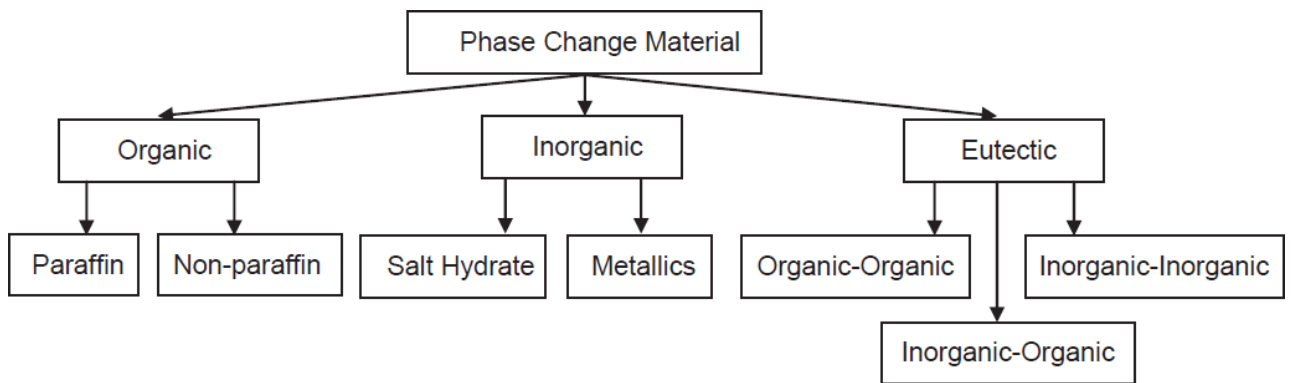 Phase Change Material
Organic
Inorganic
Eutectic
Paraffin
Non-paraffin
Salt Hydrate
Metallics
Organic-Organic
Inorganic-Inorganic
Inorganic-Organic